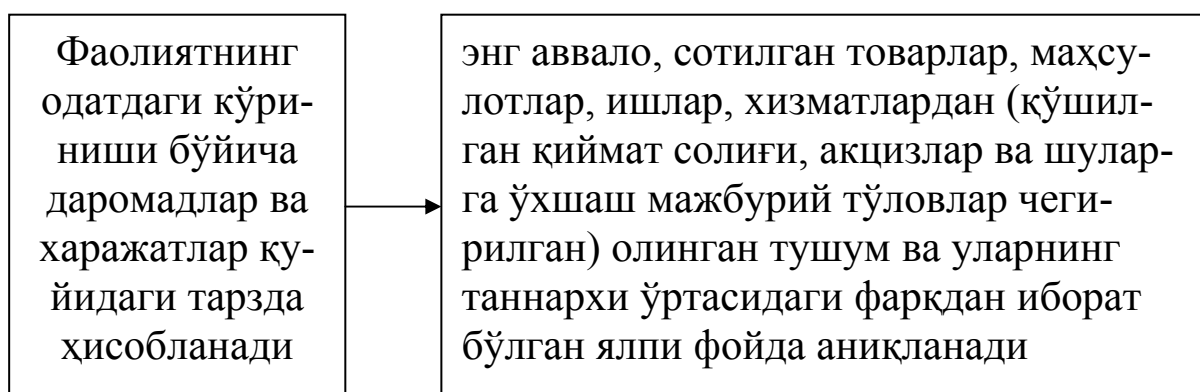 Фаолиятнинг
одатдаги кўри-
ниши бўйича
даромадлар ва
харажатлар қу-
йидаги тарзда
ҳисобланади
энг аввало, сотилган товарлар, маҳсу-
лотлар, ишлар, хизматлардан (қўшил-
ган қиймат солиғи, акцизлар ва шулар-
га ўхшаш мажбурий тўловлар чеги-
рилган) олинган тушум ва уларнинг
таннархи ўртасидаги фарқдан иборат
бўлган ялпи фойда аниқланади